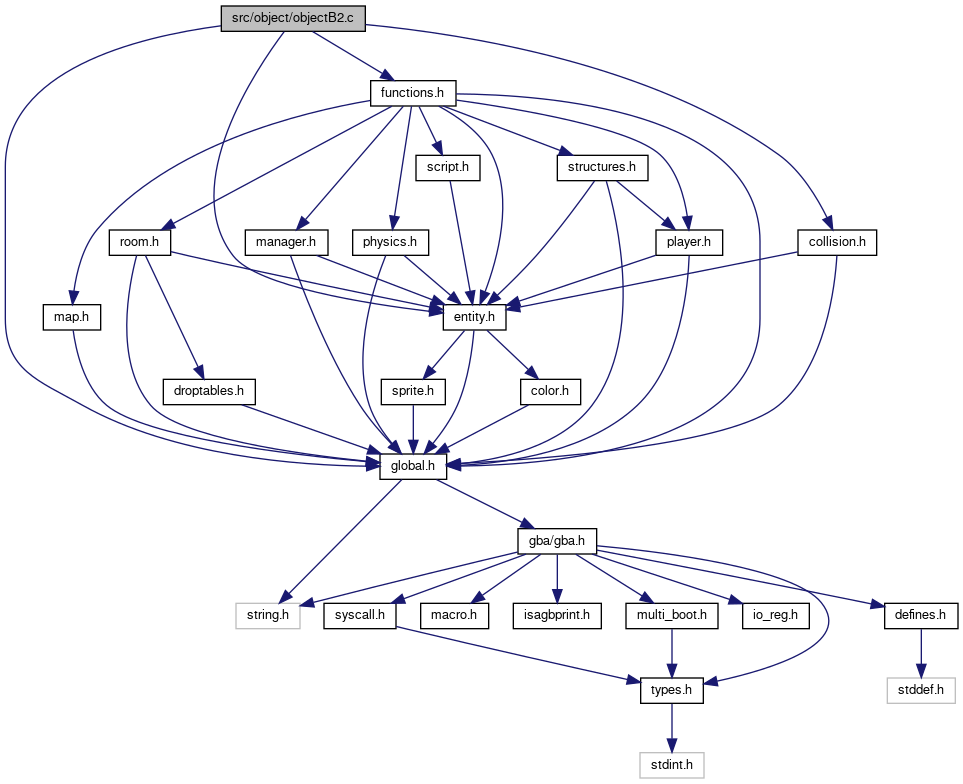 src/object/objectB2.c
functions.h
script.h
structures.h
room.h
manager.h
physics.h
player.h
collision.h
map.h
entity.h
droptables.h
sprite.h
color.h
global.h
gba/gba.h
string.h
syscall.h
macro.h
isagbprint.h
multi_boot.h
io_reg.h
defines.h
types.h
stddef.h
stdint.h